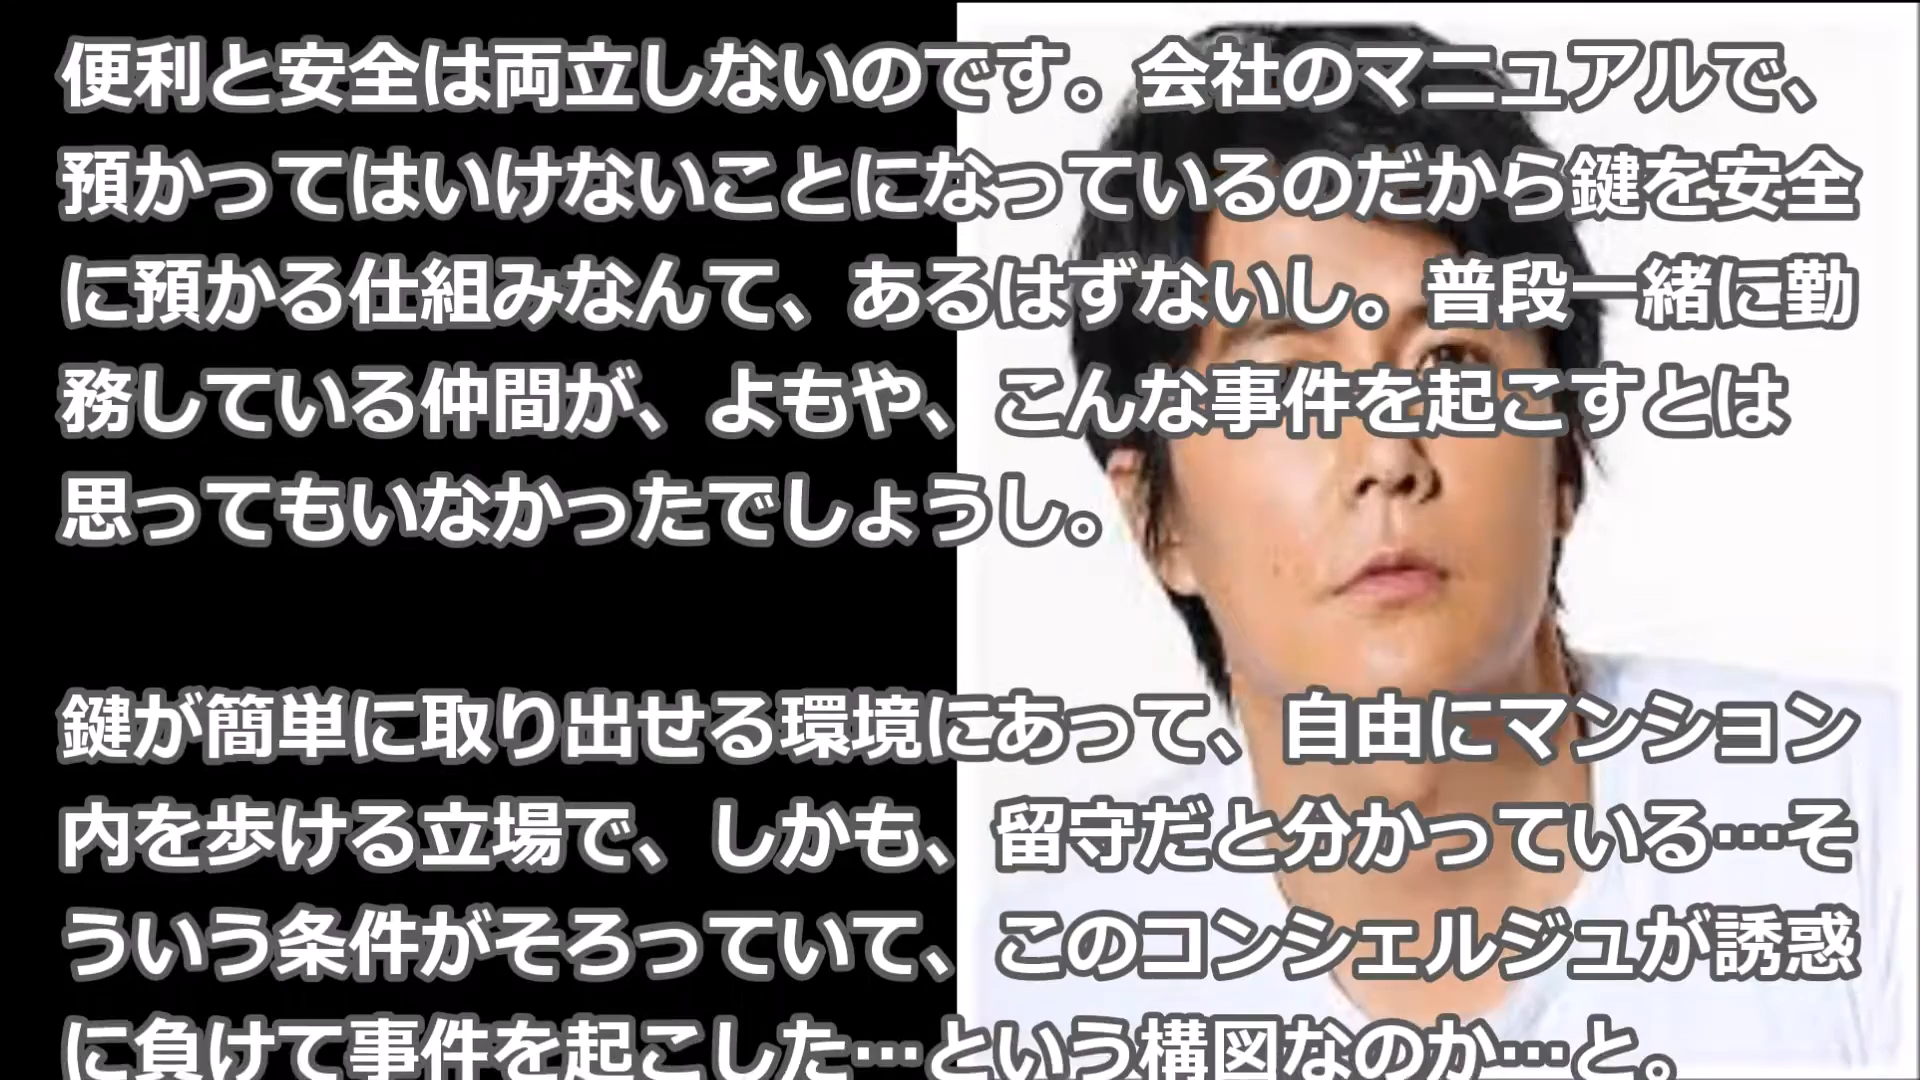 便利と安全は両立しないのです。会社のマニュアルで、
預かってはいけないことになっているのだから鍵を安全
に預かる仕組みなんて、あるはずないし。普段一緒に勤
務している仲間が、よもや、こんな事件を起こすとは
思ってもいなかったでしょうし。
鍵が簡単に取り出せる環境にあって、自由にマンション
内を歩ける立場で、しかも、留守だと分かっている…そ
ういう条件がそろっていて、このコンシェルジュが誘惑
に負けて事件を起こした…という構図なのか…と。